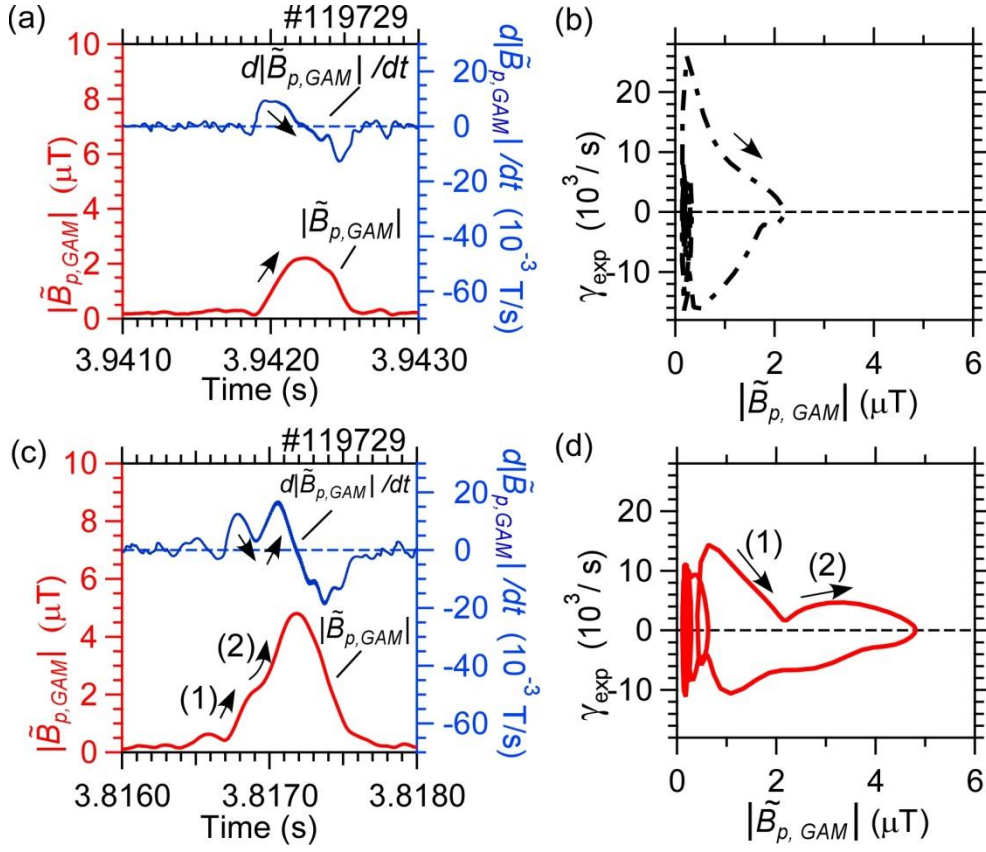 (a)
#119729
10
8
6
4
2
0
|B̃p,GAM| (μT)
d|B̃p,GAM| /dt
|B̃p,GAM|
20
0
-20
-40
-60
d|B̃p,GAM| /dt (10⁻³ T/s)
3.9410
3.9420
3.9430
Time (s)
(b)
20
10
0
-10
γexp (10³/ s)
0
2
4
6
|B̃p, GAM| (μT)
(c)
#119729
10
8
6
4
2
0
|B̃p,GAM| (μT)
d|B̃p,GAM| /dt
(1)
(2)
|B̃p,GAM|
20
0
-20
-40
-60
d|B̃p,GAM| /dt (10⁻³ T/s)
3.8160
3.8170
3.8180
Time (s)
(d)
20
10
0
-10
γexp (10³/ s)
(1)
(2)
0
2
4
6
|B̃p, GAM| (μT)